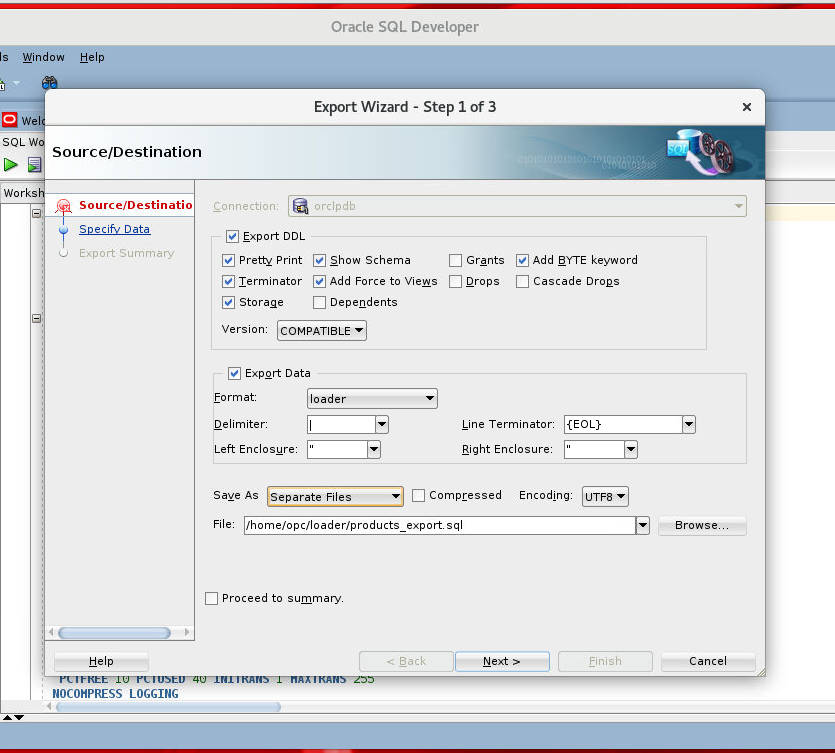 Oracle SQL Developer
ls Window Help
Welc
SQL Wo
Worksh
Export Wizard - Step 1 of 3
Source/Destination
SQL
Source/Destinatio
Specify Data
Export Summary
Connection: orclpdb
Export DDL
Pretty Print Show Schema Grants Add BYTE keyword
Terminator Add Force to Views Drops Cascade Drops
Storage Dependents
Version: COMPATIBLE
Export Data
Format: loader
Delimiter: | Line Terminator: {EOL}
Left Enclosure: " Right Enclosure: "
Save As Separate Files Compressed Encoding: UTF8
File: /home/opc/loader/products_export.sql Browse...
Proceed to summary.
Help < Back Next > Finish Cancel
PCTFREE 10 PCTUSED 40 INITRANS 1 MAXTRANS 255
NOCOMPRESS LOGGING